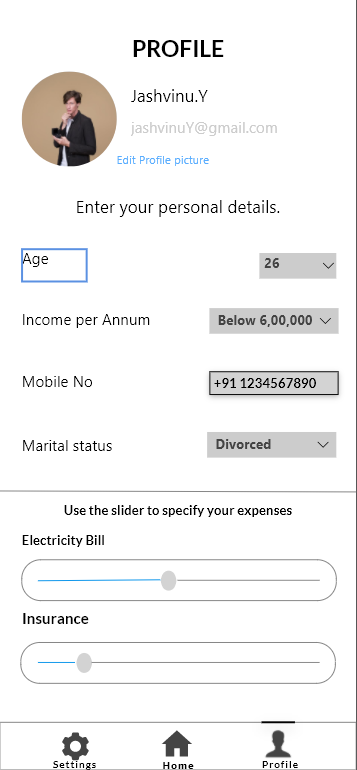 PROFILE
Jashvinu.Y
jashvinuY@gmail.com
Edit Profile picture
Enter your personal details.
Age
26
Income per Annum
Below 6,00,000
Mobile No
+91 1234567890
Marital status
Divorced
Use the slider to specify your expenses
Electricity Bill
Insurance
Settings
Home
Profile